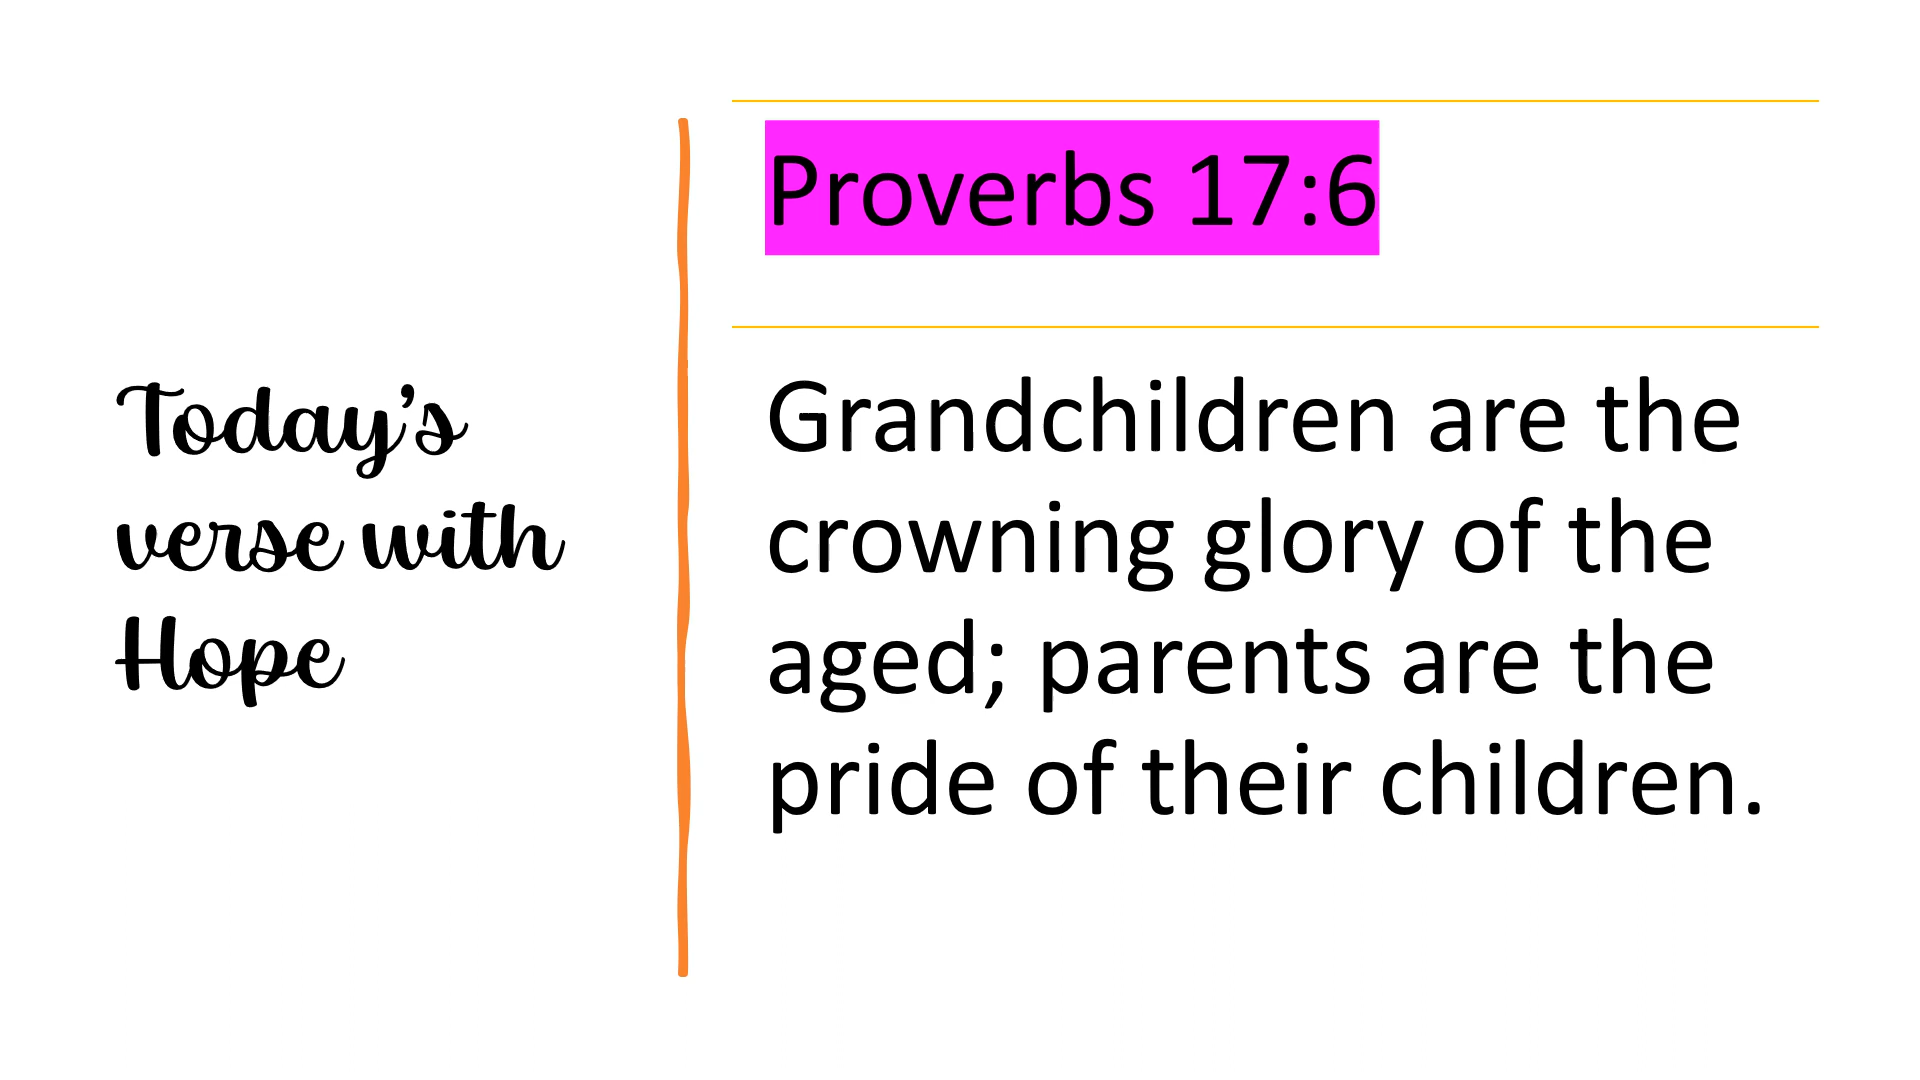 Today’s
verse with
Hope
Proverbs 17:6
Grandchildren are the
crowning glory of the
aged; parents are the
pride of their children.